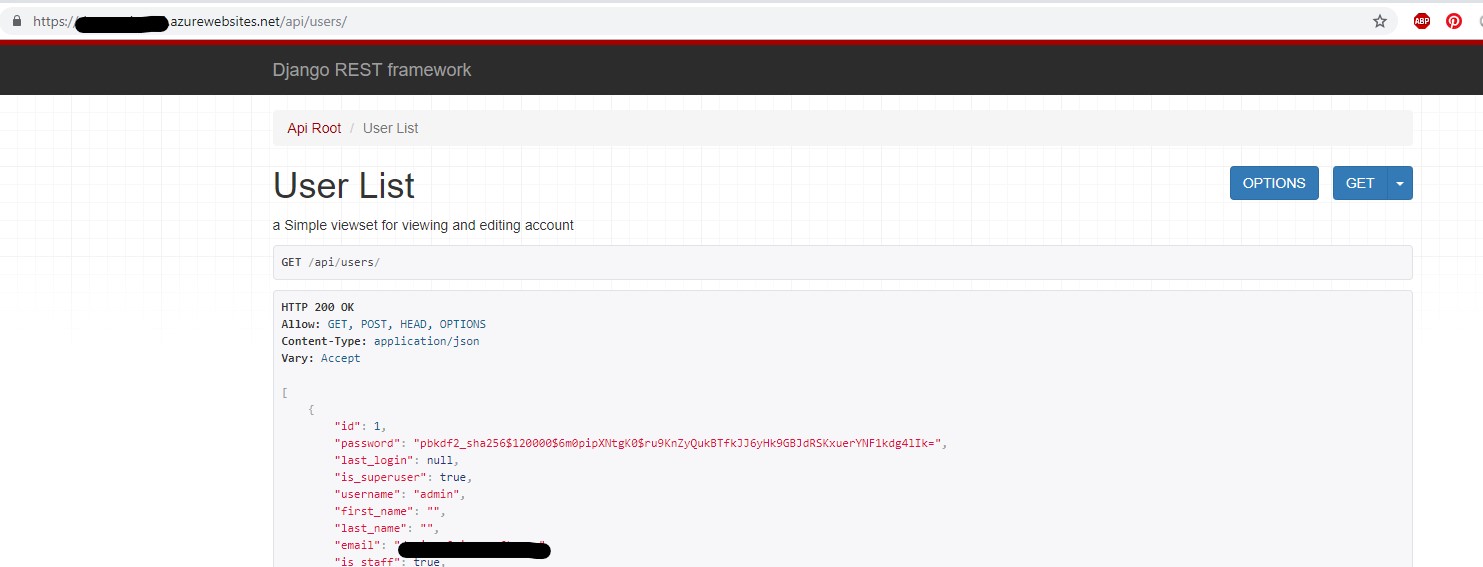 https://.azurewebsites.net/api/users/
ABP
Django REST framework
Api Root / User List
User List
OPTIONS GET
a Simple viewset for viewing and editing account
GET /api/users/
HTTP 200 OK
Allow: GET, POST, HEAD, OPTIONS
Content-Type: application/json
Vary: Accept
[
{
"id": 1,
"password": "pbkdf2_sha256$120000$6m0pipXNtgK0$ru9KnZyQukBTfkJJ6yHk9GBJdRSKxuerYNF1kdg4lIk=",
"last_login": null,
"is_superuser": true,
"username": "admin",
"first_name": "",
"last_name": "",
"email": "
"is_staff": true,